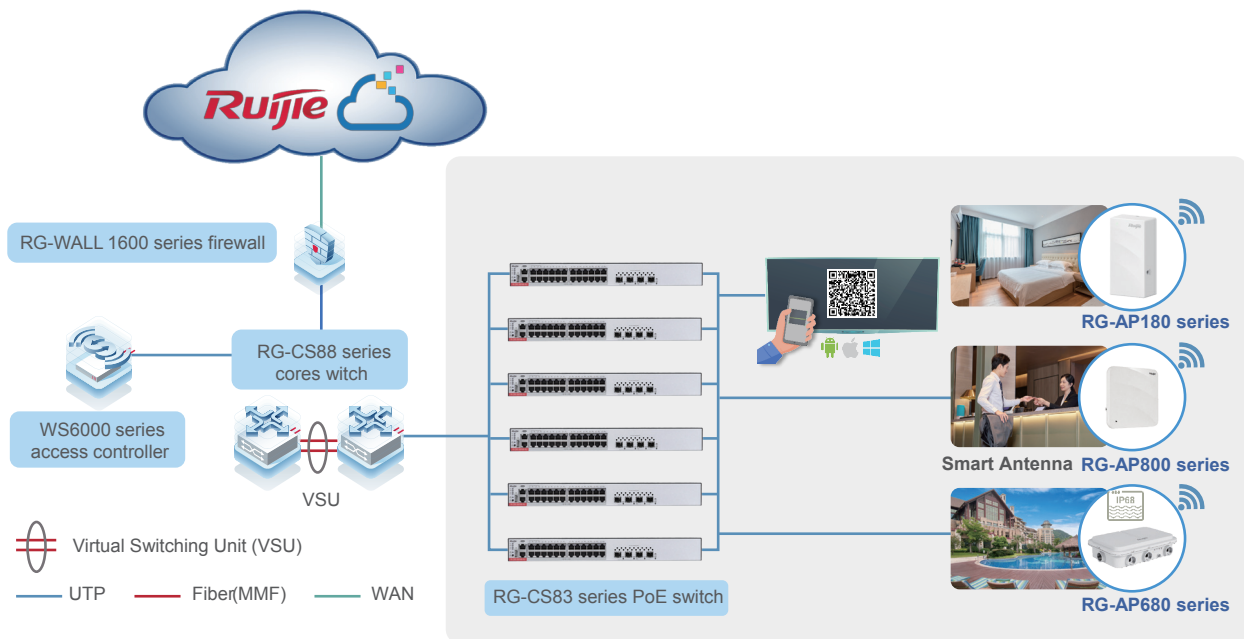 Ruijie
RG-WALL 1600 series firewall
RG-CS88 series
cores witch
WS6000 series
access controller
VSU
Virtual Switching Unit (VSU)
UTP
Fiber(MMF)
WAN
RG-CS83 series PoE switch
RG-AP180 series
Smart Antenna
RG-AP800 series
IP68
RG-AP680 series